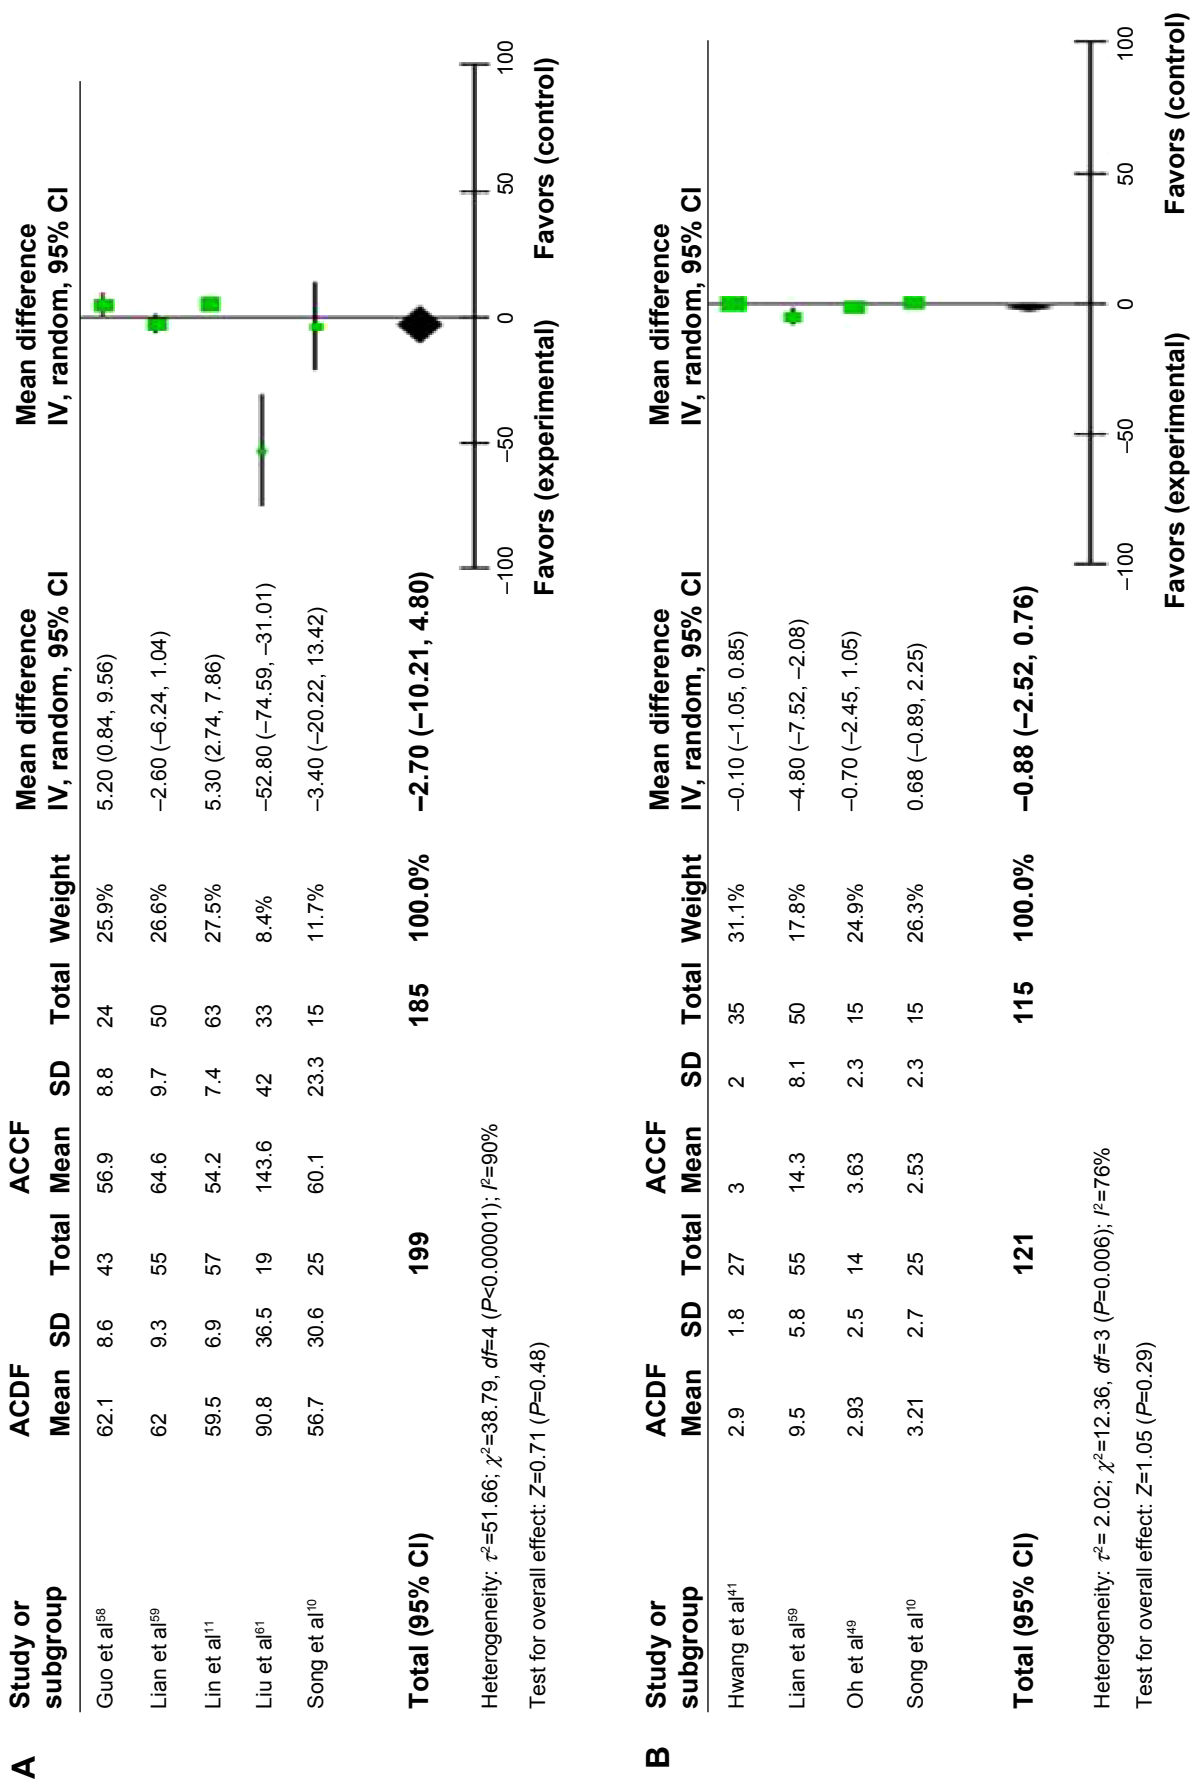 A
Study or subgroup ACDF Mean SD Total ACCF Mean SD Total Weight Mean difference IV, random, 95% CI Mean difference IV, random, 95% CI
Guo et al58 62.1 8.6 43 56.9 8.8 24 25.9% 5.20 (0.84, 9.56)
Lian et al59 62 9.3 55 64.6 9.7 50 26.6% –2.60 (–6.24, 1.04)
Lin et al11 59.5 6.9 57 54.2 7.4 63 27.5% 5.30 (2.74, 7.86)
Liu et al61 90.8 36.5 19 143.6 42 33 8.4% –52.80 (–74.59, –31.01)
Song et al10 56.7 30.6 25 60.1 23.3 15 11.7% –3.40 (–20.22, 13.42)
Total (95% CI) 199 185 100.0% –2.70 (–10.21, 4.80)
Heterogeneity: τ²=51.66; χ²=38.79, df=4 (P<0.00001); I²=90%
Test for overall effect: Z=0.71 (P=0.48)
–100 –50 0 50 100
Favors (experimental) Favors (control)
B
Study or subgroup ACDF Mean SD Total ACCF Mean SD Total Weight Mean difference IV, random, 95% CI Mean difference IV, random, 95% CI
Hwang et al41 2.9 1.8 27 3 2 35 31.1% –0.10 (–1.05, 0.85)
Lian et al59 9.5 5.8 55 14.3 8.1 50 17.8% –4.80 (–7.52, –2.08)
Oh et al49 2.93 2.5 14 3.63 2.3 15 24.9% –0.70 (–2.45, 1.05)
Song et al10 3.21 2.7 25 2.53 2.3 15 26.3% 0.68 (–0.89, 2.25)
Total (95% CI) 121 115 100.0% –0.88 (–2.52, 0.76)
Heterogeneity: τ²= 2.02; χ²=12.36, df=3 (P=0.006); I²=76%
Test for overall effect: Z=1.05 (P=0.29)
–100 –50 0 50 100
Favors (experimental) Favors (control)